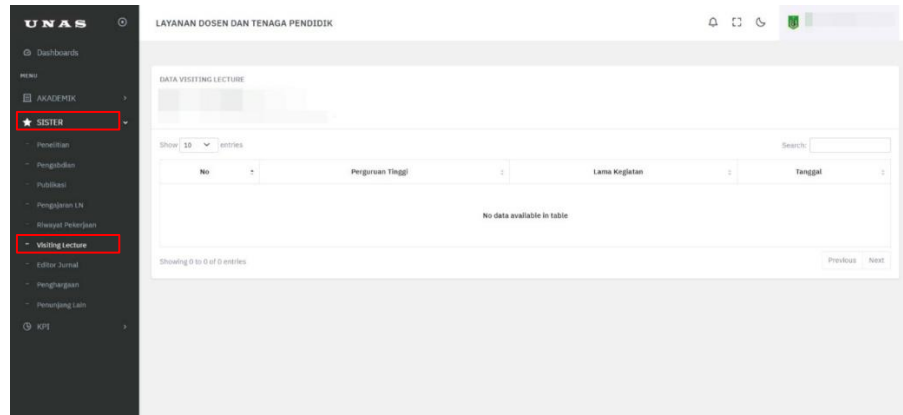 UNAS
LAYANAN DOSEN DAN TENAGA PENDIDIK
Dashboards
MENU
AKADEMIK
SISTER
Penelitian
Pengabdian
Publikasi
Pengajaran LN
Riwayat Pekerjaan
Visiting Lecture
Editor Jurnal
Penghargaan
Penunjang Lain
KPI
DATA VISITING LECTURE
Show 10 entries Search:
No Perguruan Tinggi Lama Kegiatan Tanggal
No data available in table
Showing 0 to 0 of 0 entries Previous Next